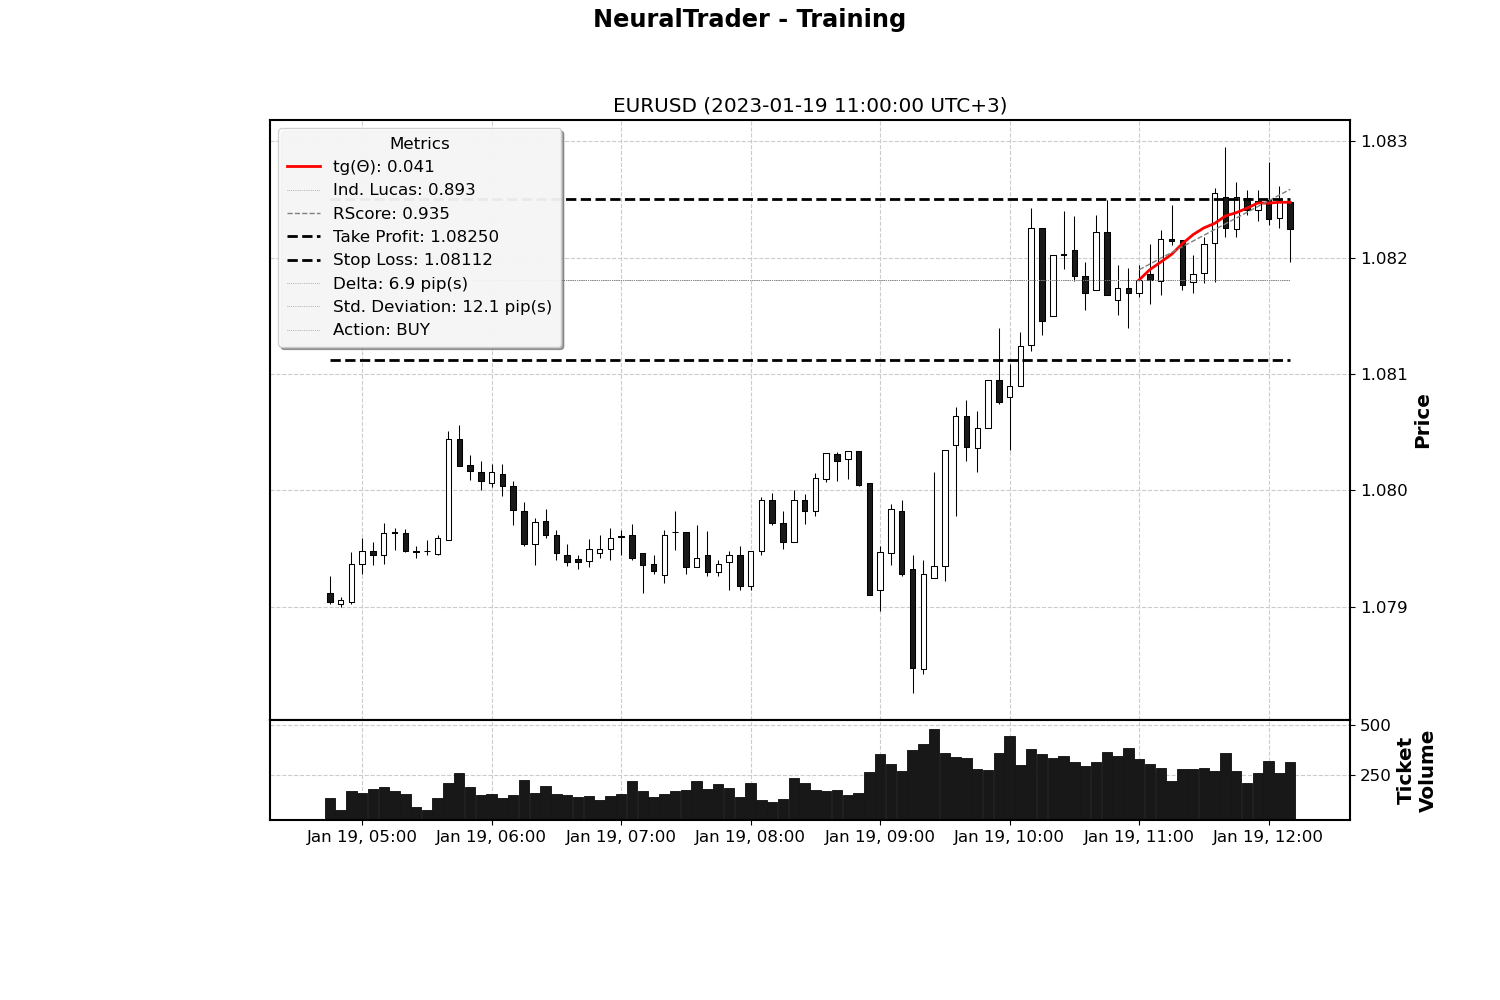 NeuralTrader - Training
EURUSD (2023-01-19 11:00:00 UTC+3)
Metrics
tg(Θ): 0.041
Ind. Lucas: 0.893
RScore: 0.935
Take Profit: 1.08250
Stop Loss: 1.08112
Delta: 6.9 pip(s)
Std. Deviation: 12.1 pip(s)
Action: BUY
1.083
1.082
1.081
1.080
1.079
Price
500
250
Ticket
Volume
Jan 19, 05:00
Jan 19, 06:00
Jan 19, 07:00
Jan 19, 08:00
Jan 19, 09:00
Jan 19, 10:00
Jan 19, 11:00
Jan 19, 12:00